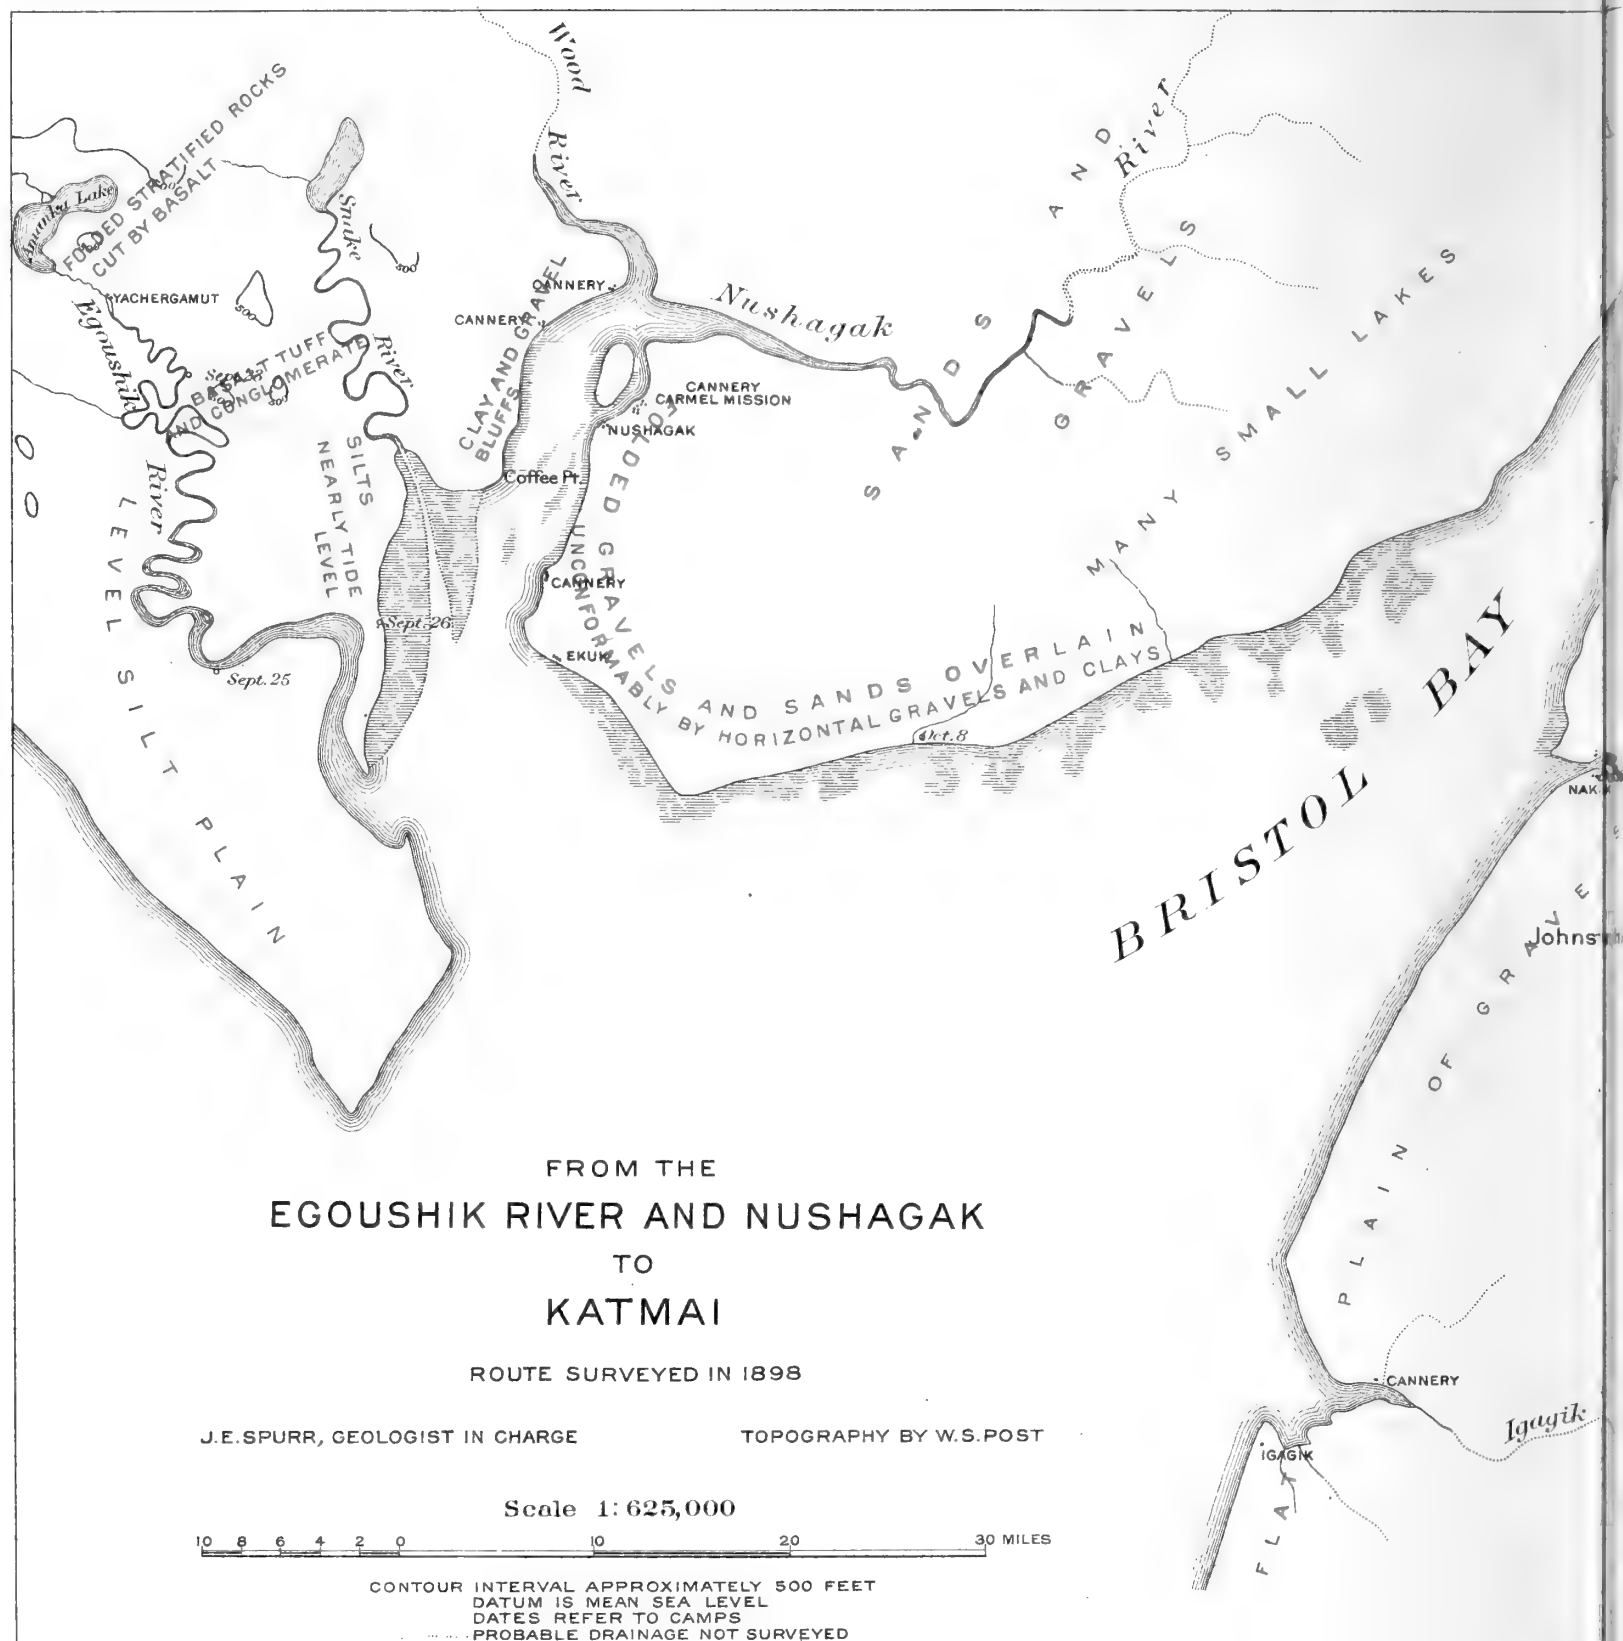 Wood River
FOLDED STRATIFIED ROCKS
CUT BY BASALT
Amanka Lake
Snake River
500
500
YACHERGAMUT
Egoushik River
BASALT TUFF
AND CONGLOMERATE
CANNERY
CANNERY
CLAY AND GRAVEL
BLUFFS
Nushagak River
SANDS AND
GRAVELS
MANY SMALL LAKES
CANNERY
CARMEL MISSION
NUSHAGAK
Coffee Pt.
SILTS
NEARLY TIDE
LEVEL
LEVEL SILT PLAIN
CANNERY
EKUK
Sept. 26
Sept. 25
FOLDED GRAVELS AND SANDS OVERLAIN
UNCONFORMABLY BY HORIZONTAL GRAVELS AND CLAYS
Oct. 8
BRISTOL BAY
NAK
Johns
PLAIN OF GRAVE
CANNERY
Igagik
IGAGIK
FLAT
FROM THE
EGOUSHIK RIVER AND NUSHAGAK
TO
KATMAI
ROUTE SURVEYED IN 1898
J.E.SPURR, GEOLOGIST IN CHARGE
TOPOGRAPHY BY W.S.POST
Scale 1:625,000
10 8 6 4 2 0 10 20 30 MILES
CONTOUR INTERVAL APPROXIMATELY 500 FEET
DATUM IS MEAN SEA LEVEL
DATES REFER TO CAMPS
PROBABLE DRAINAGE NOT SURVEYED